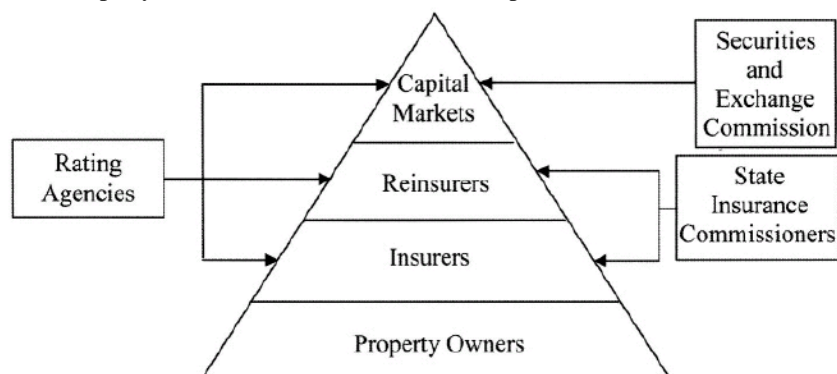 Capital
Markets
Securities
and
Exchange
Commission
Rating
Agencies
Reinsurers
State
Insurance
Commissioners
Insurers
Property Owners